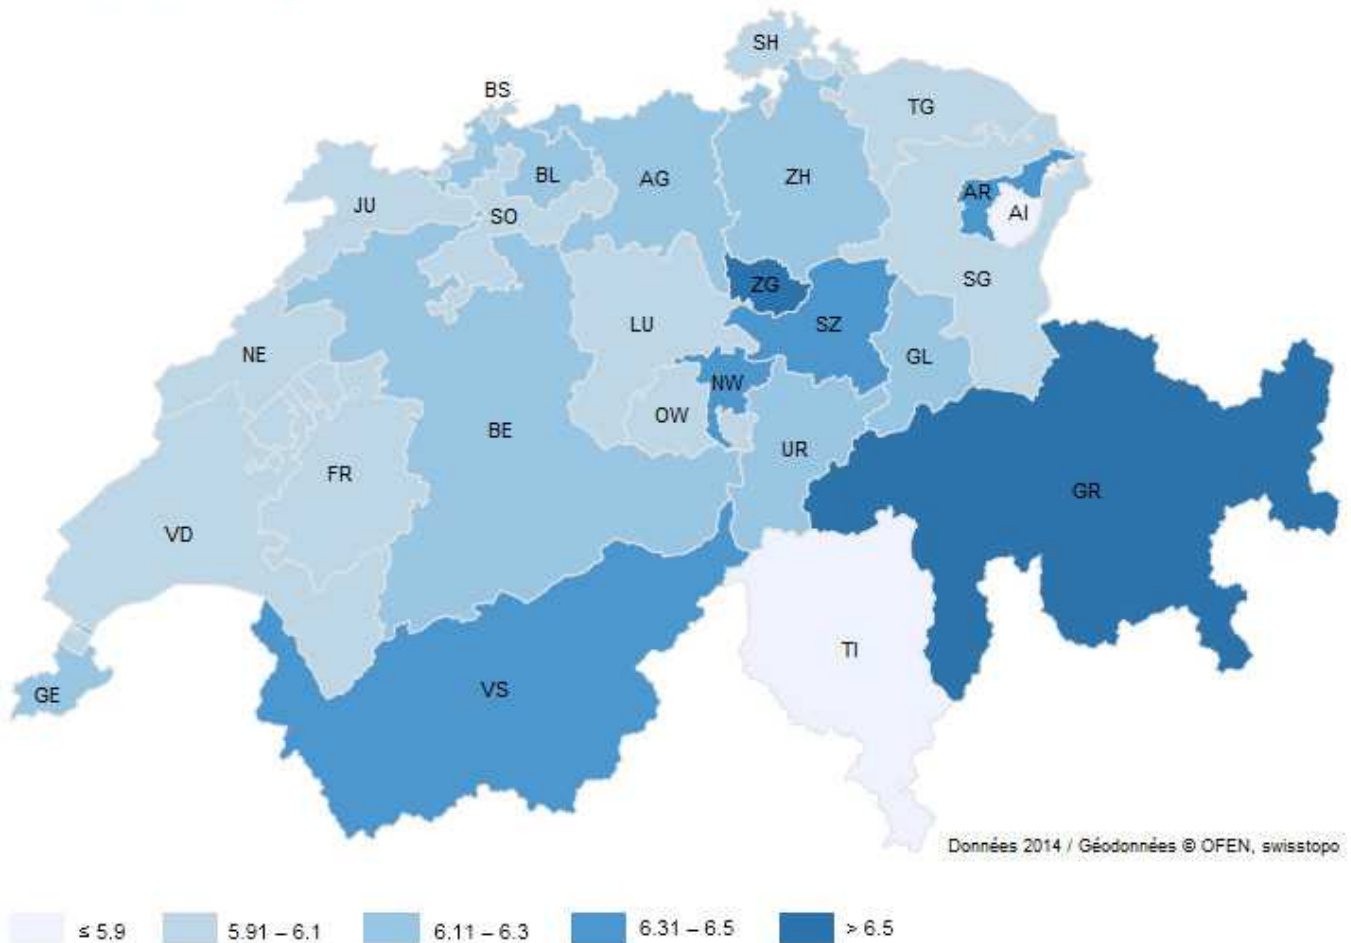 SH
BS
TG
BL
AG
ZH
AR
JU
SO
AI
ZG
SG
LU
SZ
NE
GL
NW
OW
BE
UR
FR
GR
VD
TI
GE
VS
Données 2014 / Géodonnées © OFEN, swisstopo
≤ 5.9
5.91 – 6.1
6.11 – 6.3
6.31 – 6.5
> 6.5